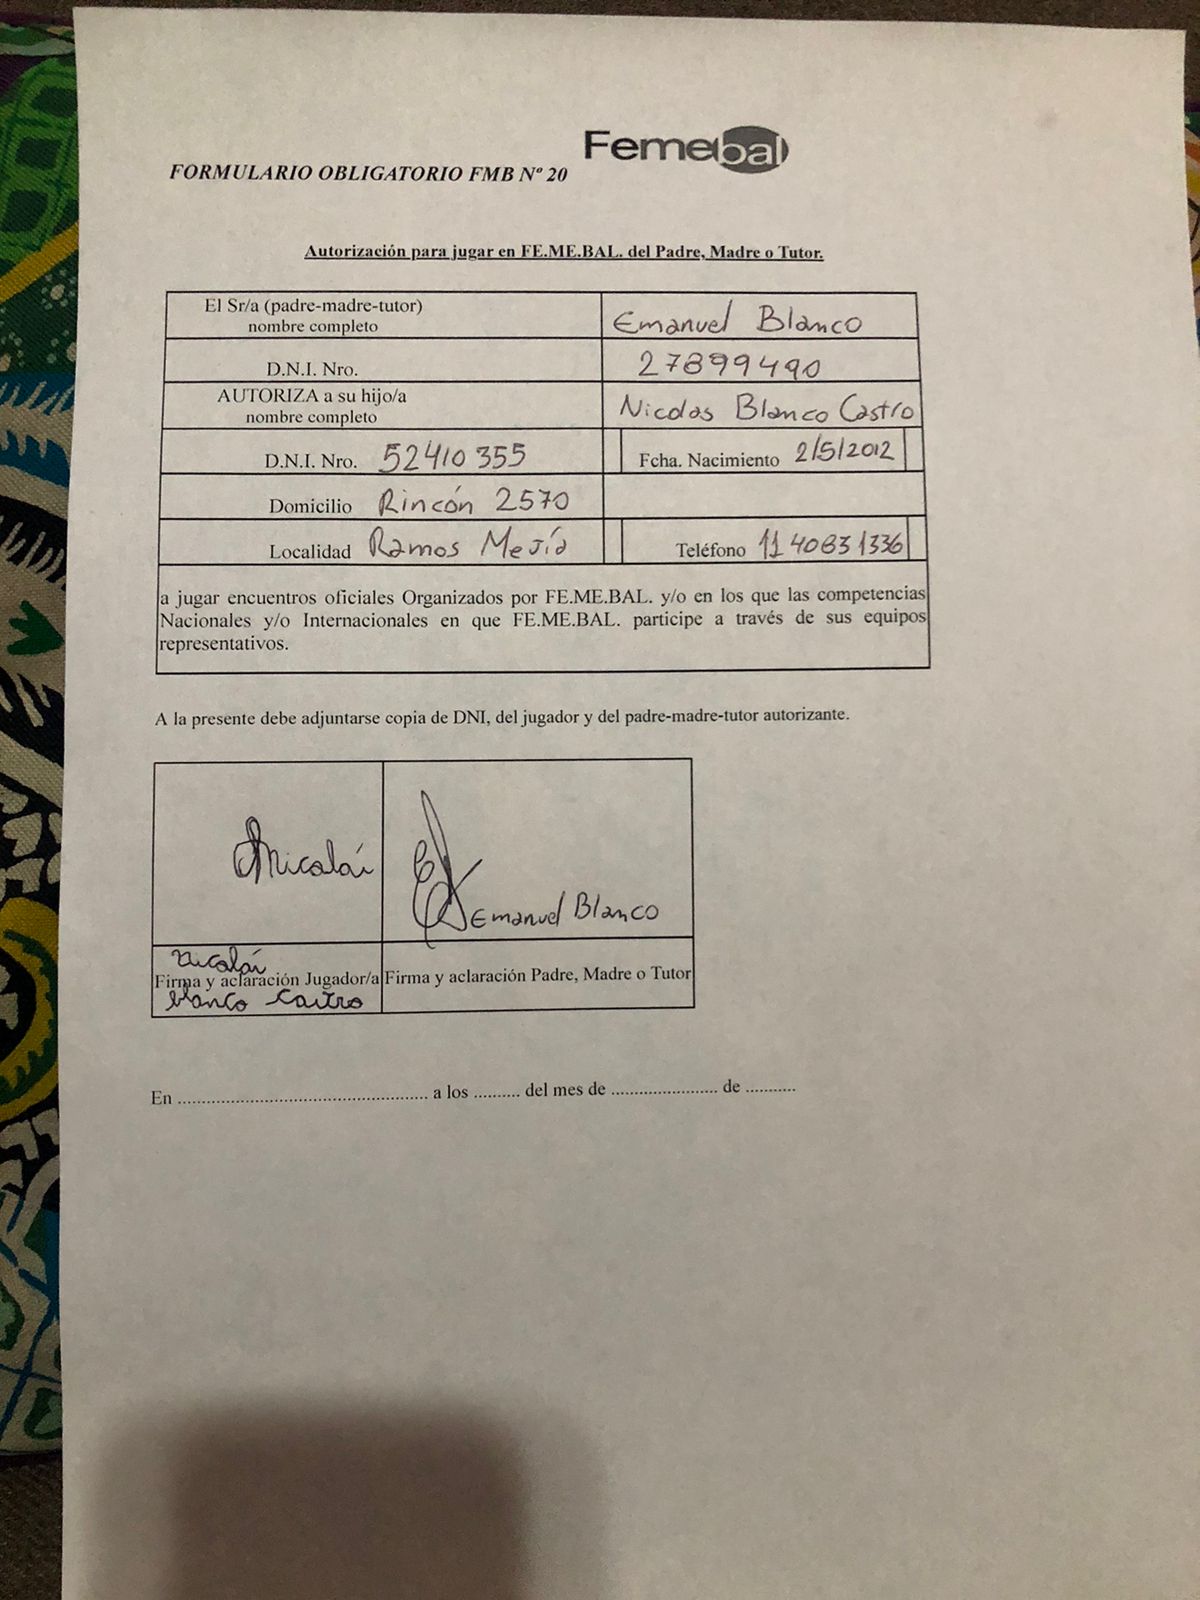 Femebal
FORMULARIO OBLIGATORIO FMB Nº 20
Autorización para jugar en FE.ME.BAL. del Padre, Madre o Tutor.
El Sr/a (padre-madre-tutor)
nombre completo
Emanuel Blanco
D.N.I. Nro.
27899490
AUTORIZA a su hijo/a
nombre completo
Nicolas Blanco Castro
D.N.I. Nro. 52410355
Fcha. Nacimiento 2/5/2012
Domicilio Rincón 2570
Localidad Ramos Mejía
Teléfono 11 40831336
a jugar encuentros oficiales Organizados por FE.ME.BAL. y/o en los que las competencias
Nacionales y/o Internacionales en que FE.ME.BAL. participe a través de sus equipos
representativos.
A la presente debe adjuntarse copia de DNI, del jugador y del padre-madre-tutor autorizante.
Nicolás
Emanuel Blanco
Nicolás
Firma y aclaración Jugador/a
Blanco Castro
Firma y aclaración Padre, Madre o Tutor
En .................................................... a los .......... del mes de ....................... de ...........